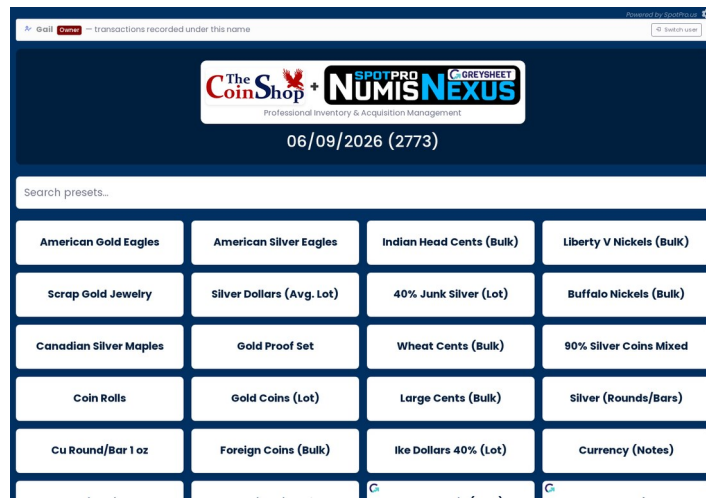 Powered by SpotPro.us
Gail Owner — transactions recorded under this name
Switch user
The CoinShop + SPOTPRO NUMISNEXUS GREYSHEET
Professional Inventory & Acquisition Management
06/09/2026 (2773)
Search presets...
American Gold Eagles
American Silver Eagles
Indian Head Cents (Bulk)
Liberty V Nickels (BulK)
Scrap Gold Jewelry
Silver Dollars (Avg. Lot)
40% Junk Silver (Lot)
Buffalo Nickels (Bulk)
Canadian Silver Maples
Gold Proof Set
Wheat Cents (Bulk)
90% Silver Coins Mixed
Coin Rolls
Gold Coins (Lot)
Large Cents (Bulk)
Silver (Rounds/Bars)
Cu Round/Bar 1 oz
Foreign Coins (Bulk)
Ike Dollars 40% (Lot)
Currency (Notes)